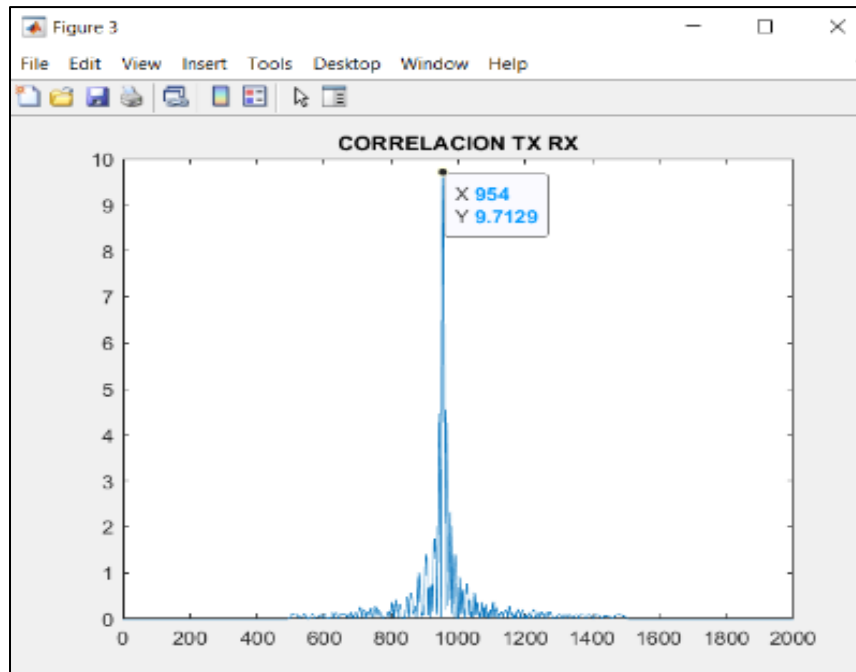 Figure 3
File Edit View Insert Tools Desktop Window Help
CORRELACION TX RX
10
9
8
7
6
5
4
3
2
1
0
X 954
Y 9.7129
0 200 400 600 800 1000 1200 1400 1600 1800 2000